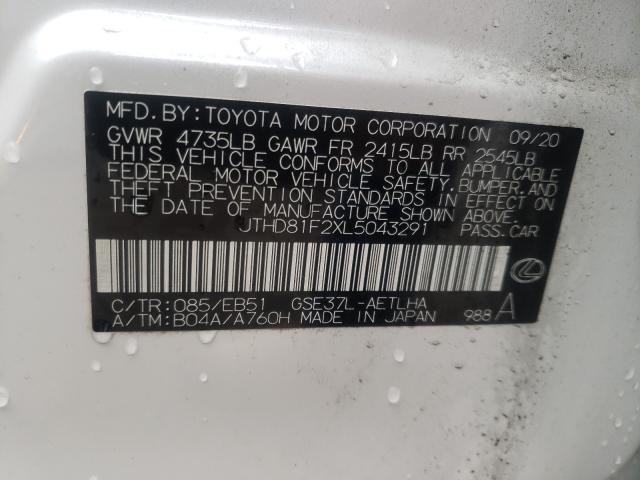 MFD. BY: TOYOTA MOTOR CORPORATION 09/20
GVWR 4735LB GAWR FR 2415LB RR 2545LB
THIS VEHICLE CONFORMS TO ALL APPLICABLE
FEDERAL MOTOR VEHICLE SAFETY, BUMPER, AND
THEFT PREVENTION STANDARDS IN EFFECT ON
THE DATE OF MANUFACTURE SHOWN ABOVE.
JTHD81F2XL5043291 PASS. CAR
C/TR: 085/EB51 GSE37L-AETLHA
A/TM: B04A/A760H MADE IN JAPAN 988 A